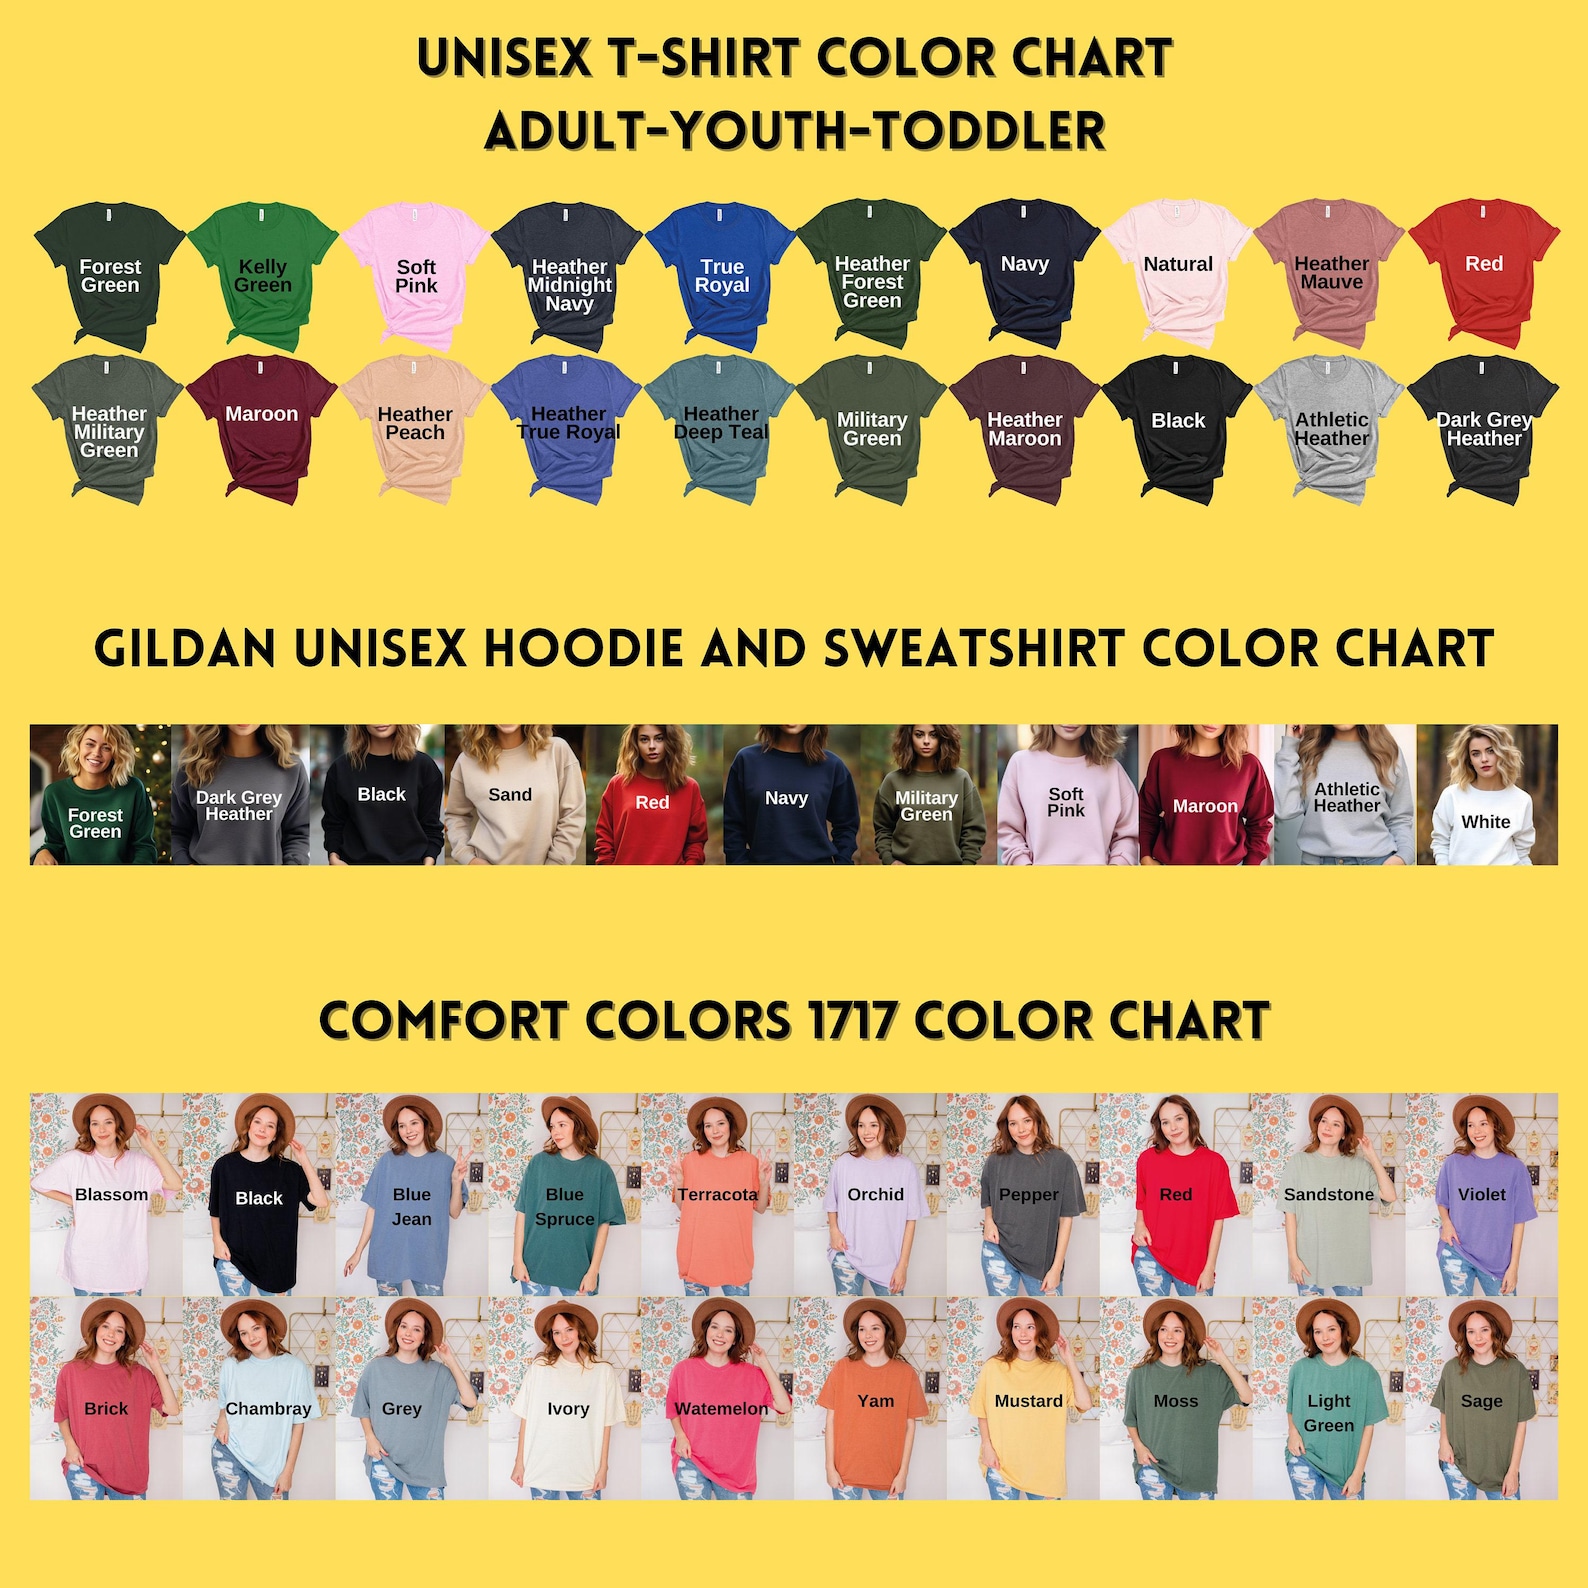 UNISEX T-SHIRT COLOR CHART
ADULT-YOUTH-TODDLER
Forest
Green
Kelly
Green
Soft
Pink
Heather
Midnight
Navy
True
Royal
Heather
Forest
Green
Navy
Natural
Heather
Mauve
Red
Heather
Military
Green
Maroon
Heather
Peach
Heather
True Royal
Heather
Deep Teal
Military
Green
Heather
Maroon
Black
Athletic
Heather
Dark Grey
Heather
GILDAN UNISEX HOODIE AND SWEATSHIRT COLOR CHART
Forest
Green
Dark Grey
Heather
Black
Sand
Red
Navy
Military
Green
Soft
Pink
Maroon
Athletic
Heather
White
COMFORT COLORS 1717 COLOR CHART
Blassom
Black
Blue
Jean
Blue
Spruce
Terracota
Orchid
Pepper
Red
Sandstone
Violet
Brick
Chambray
Grey
Ivory
Watemelon
Yam
Mustard
Moss
Light
Green
Sage